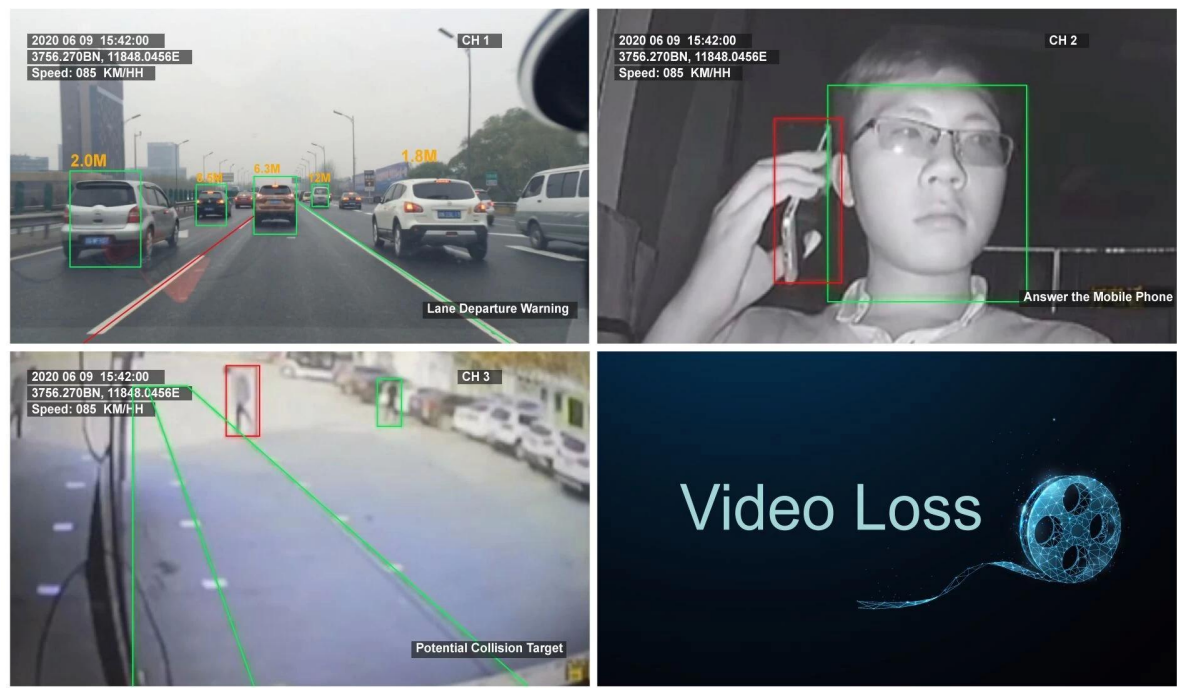 2020 06 09 15:42:00
CH 1
3756.270BN, 11848.0456E
Speed: 085 KM/HH
2.0M
6.3M
12M
1.8M
Lane Departure Warning
2020 06 09 15:42:00
CH 2
3756.270BN, 11848.0456E
Speed: 085 KM/HH
Answer the Mobile Phone
2020 06 09 15:42:00
CH 3
3756.270BN, 11848.0456E
Speed: 085 KM/HH
Potential Collision Target
Video Loss